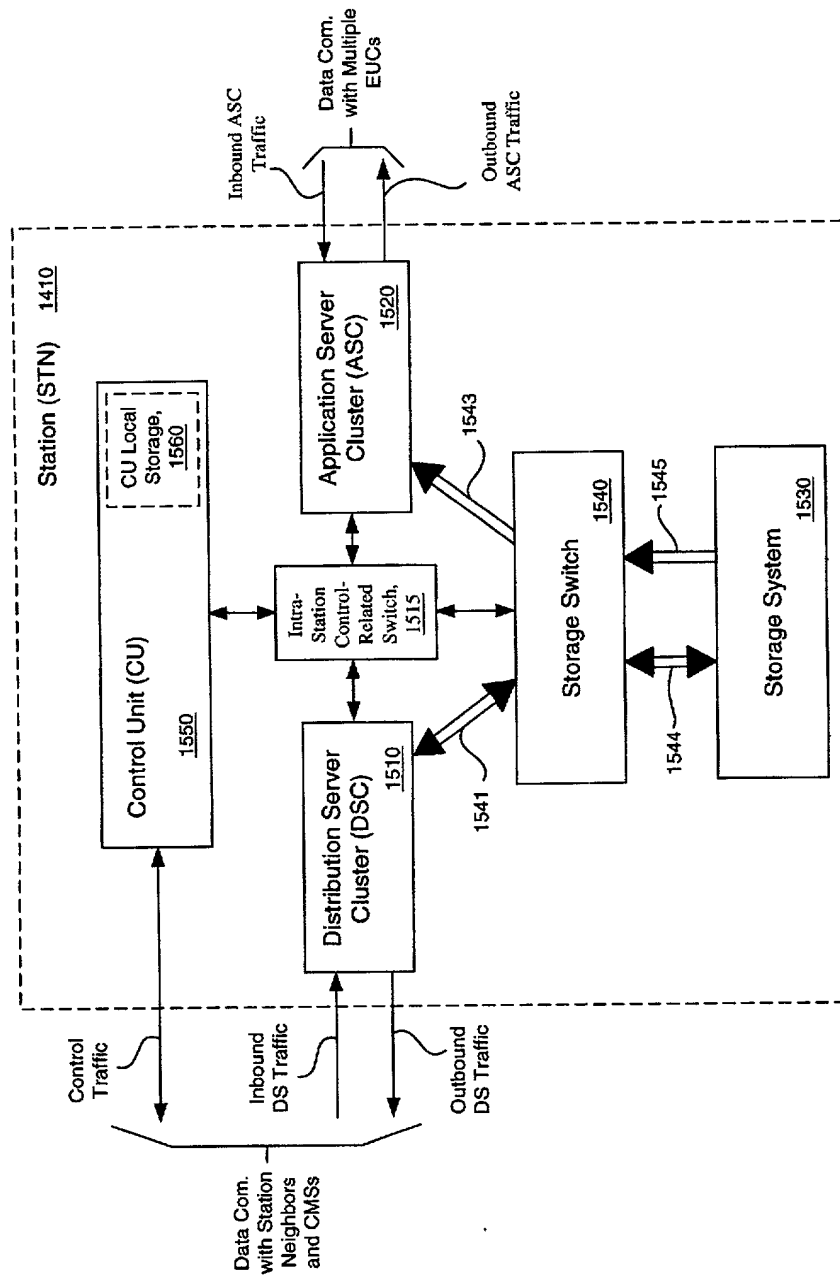 Station (STN) 1410
Control Unit (CU)
1550
CU Local
Storage,
1560
Control
Traffic
Data Com.
with Station
Neighbors
and CMSs
Inbound
DS Traffic
Outbound
DS Traffic
Distribution Server
Cluster (DSC)
1510
Intra-
Station
Control-
Related
Switch,
1515
Application Server
Cluster (ASC)
1520
Inbound ASC
Traffic
Data Com.
with Multiple
EUCs
Outbound
ASC Traffic
1541
1543
Storage Switch
1540
1544
1545
Storage System
1530